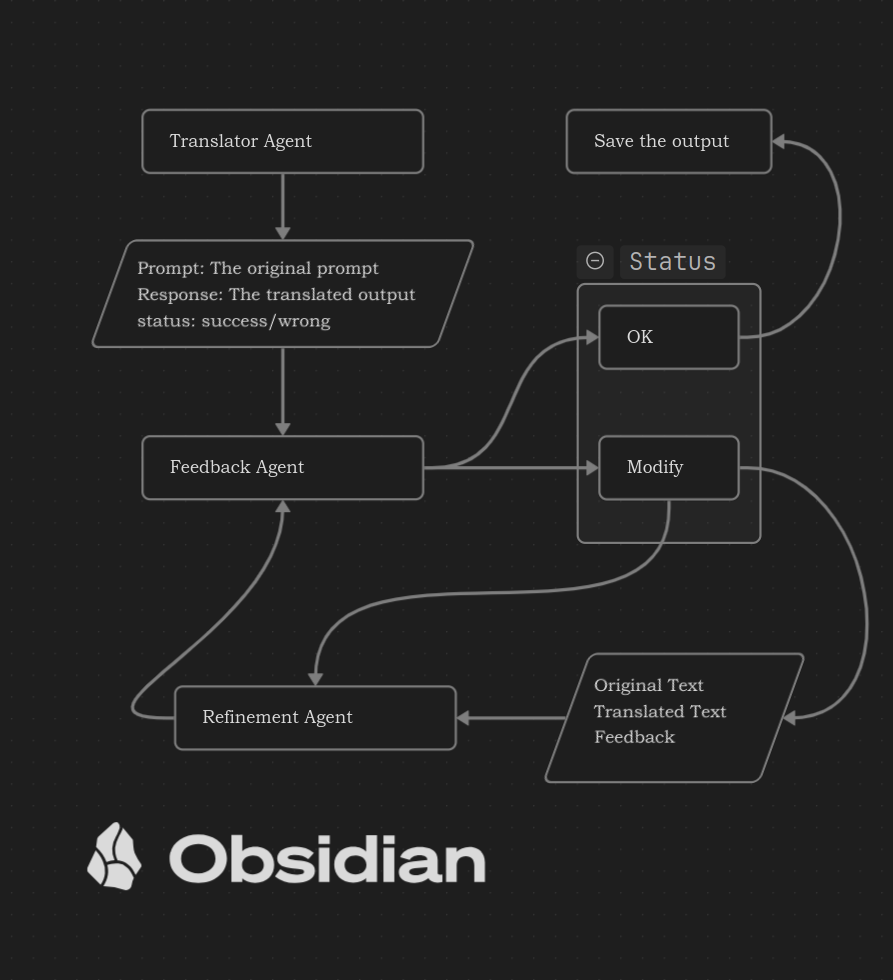 Translator Agent
Save the output
Prompt: The original prompt
Response: The translated output
status: success/wrong
Status
OK
Feedback Agent
Modify
Original Text
Translated Text
Feedback
Refinement Agent
Obsidian